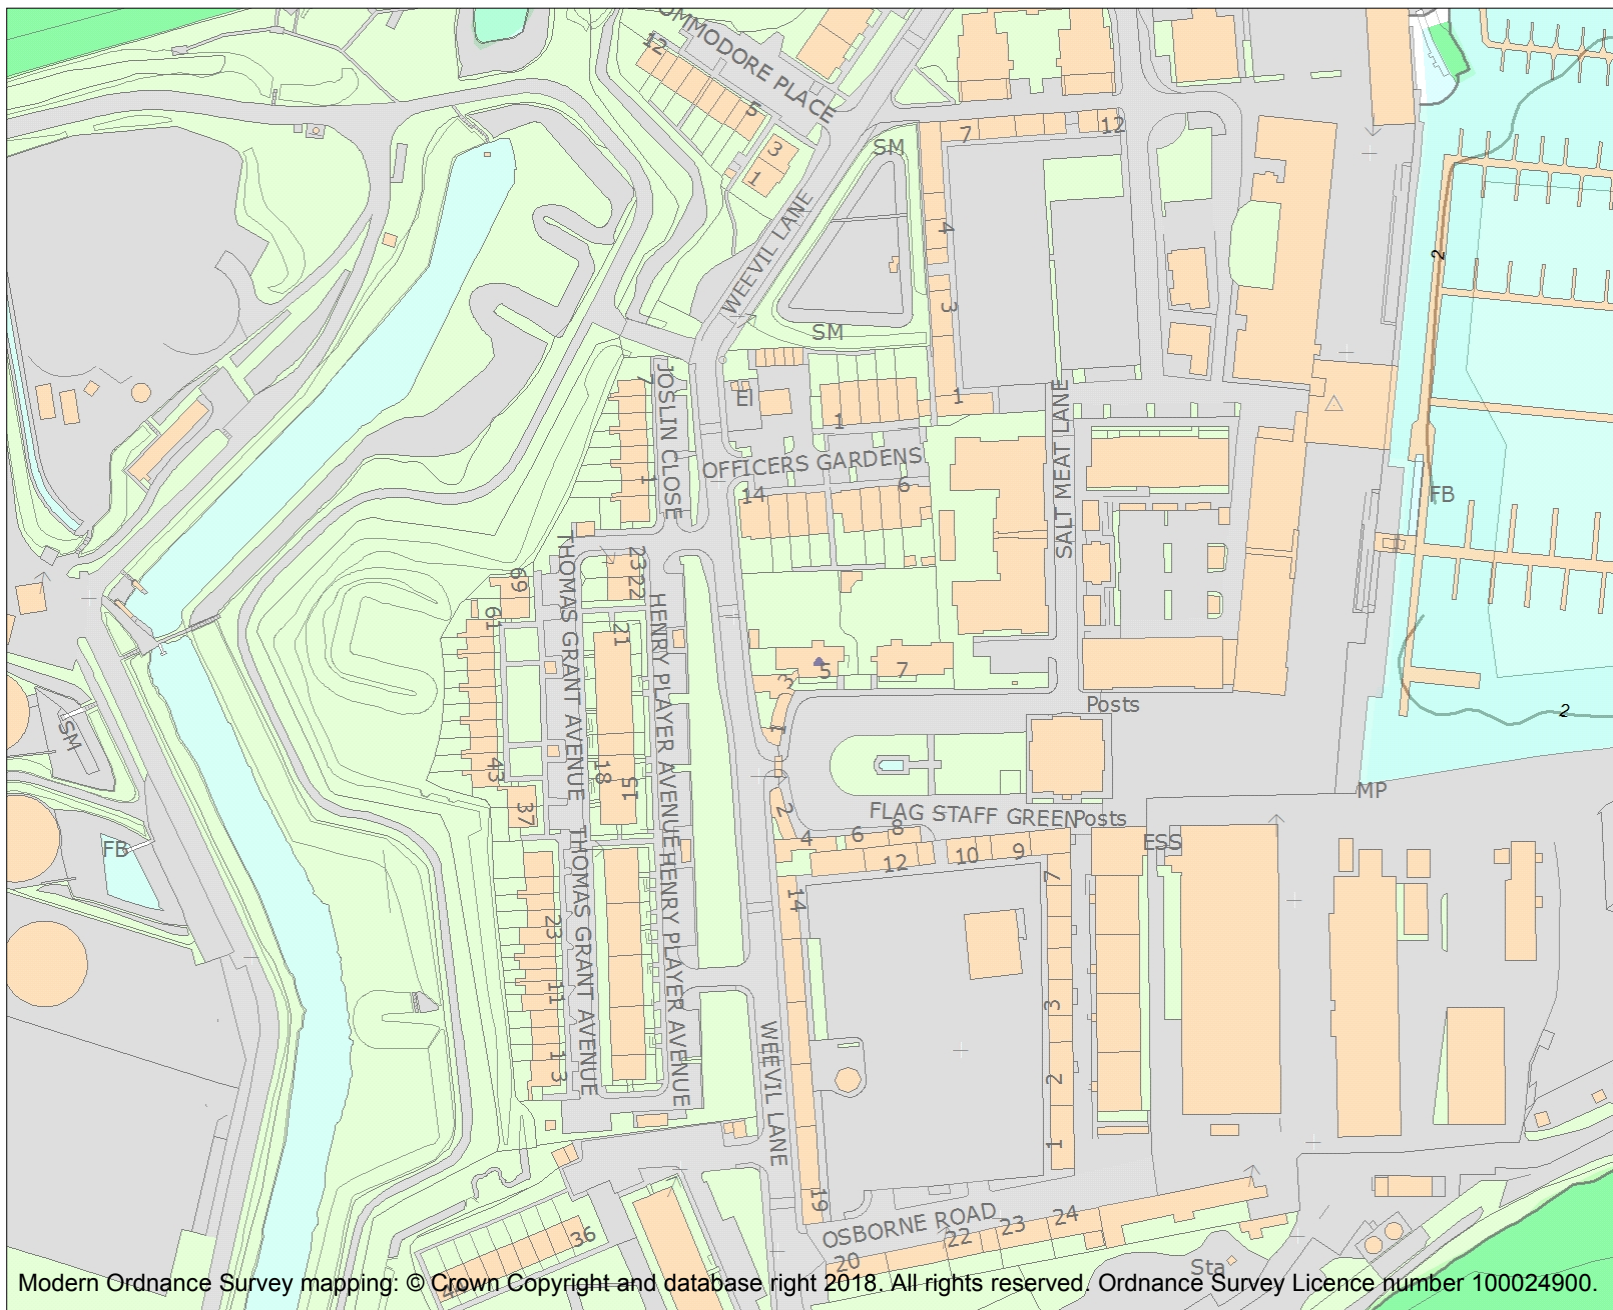 OMMODORE PLACE
12
5
3
1
7
12
SM
4
WEEVIL LANE
3
SM
2
7
JOSLIN CLOSE
EI
1
1
SALT MEAT LANE
OFFICERS GARDENS
1
14
6
FB
THOMAS GRANT AVENUE
23
22
69
61
HENRY PLAYER AVENUE
21
5
7
3
Posts
2
SM
1
43
18
15
MP
37
2
FLAG STAFF GREEN
Posts
4
6
8
ESS
FB
12
10
9
7
THOMAS GRANT AVENUE
HENRY PLAYER AVENUE
14
23
11
3
WEEVIL LANE
1
3
2
1
19
OSBORNE ROAD
24
23
22
36
20
Sta
Modern Ordnance Survey mapping: © Crown Copyright and database right 2018. All rights reserved. Ordnance Survey Licence number 100024900.